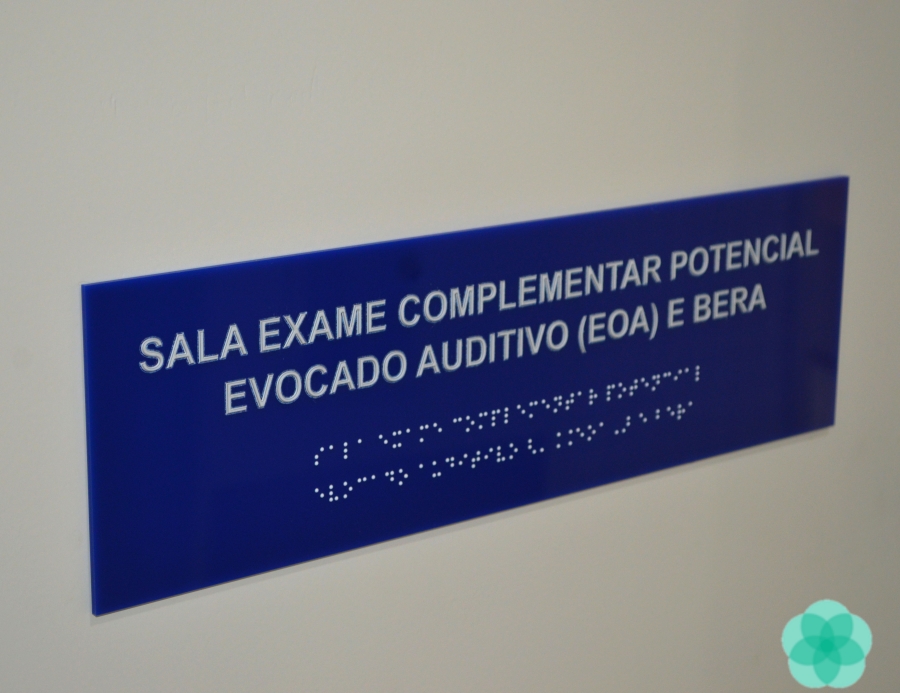 SALA EXAME COMPLEMENTAR POTENCIAL
EVOCADO AUDITIVO (EOA) E BERA